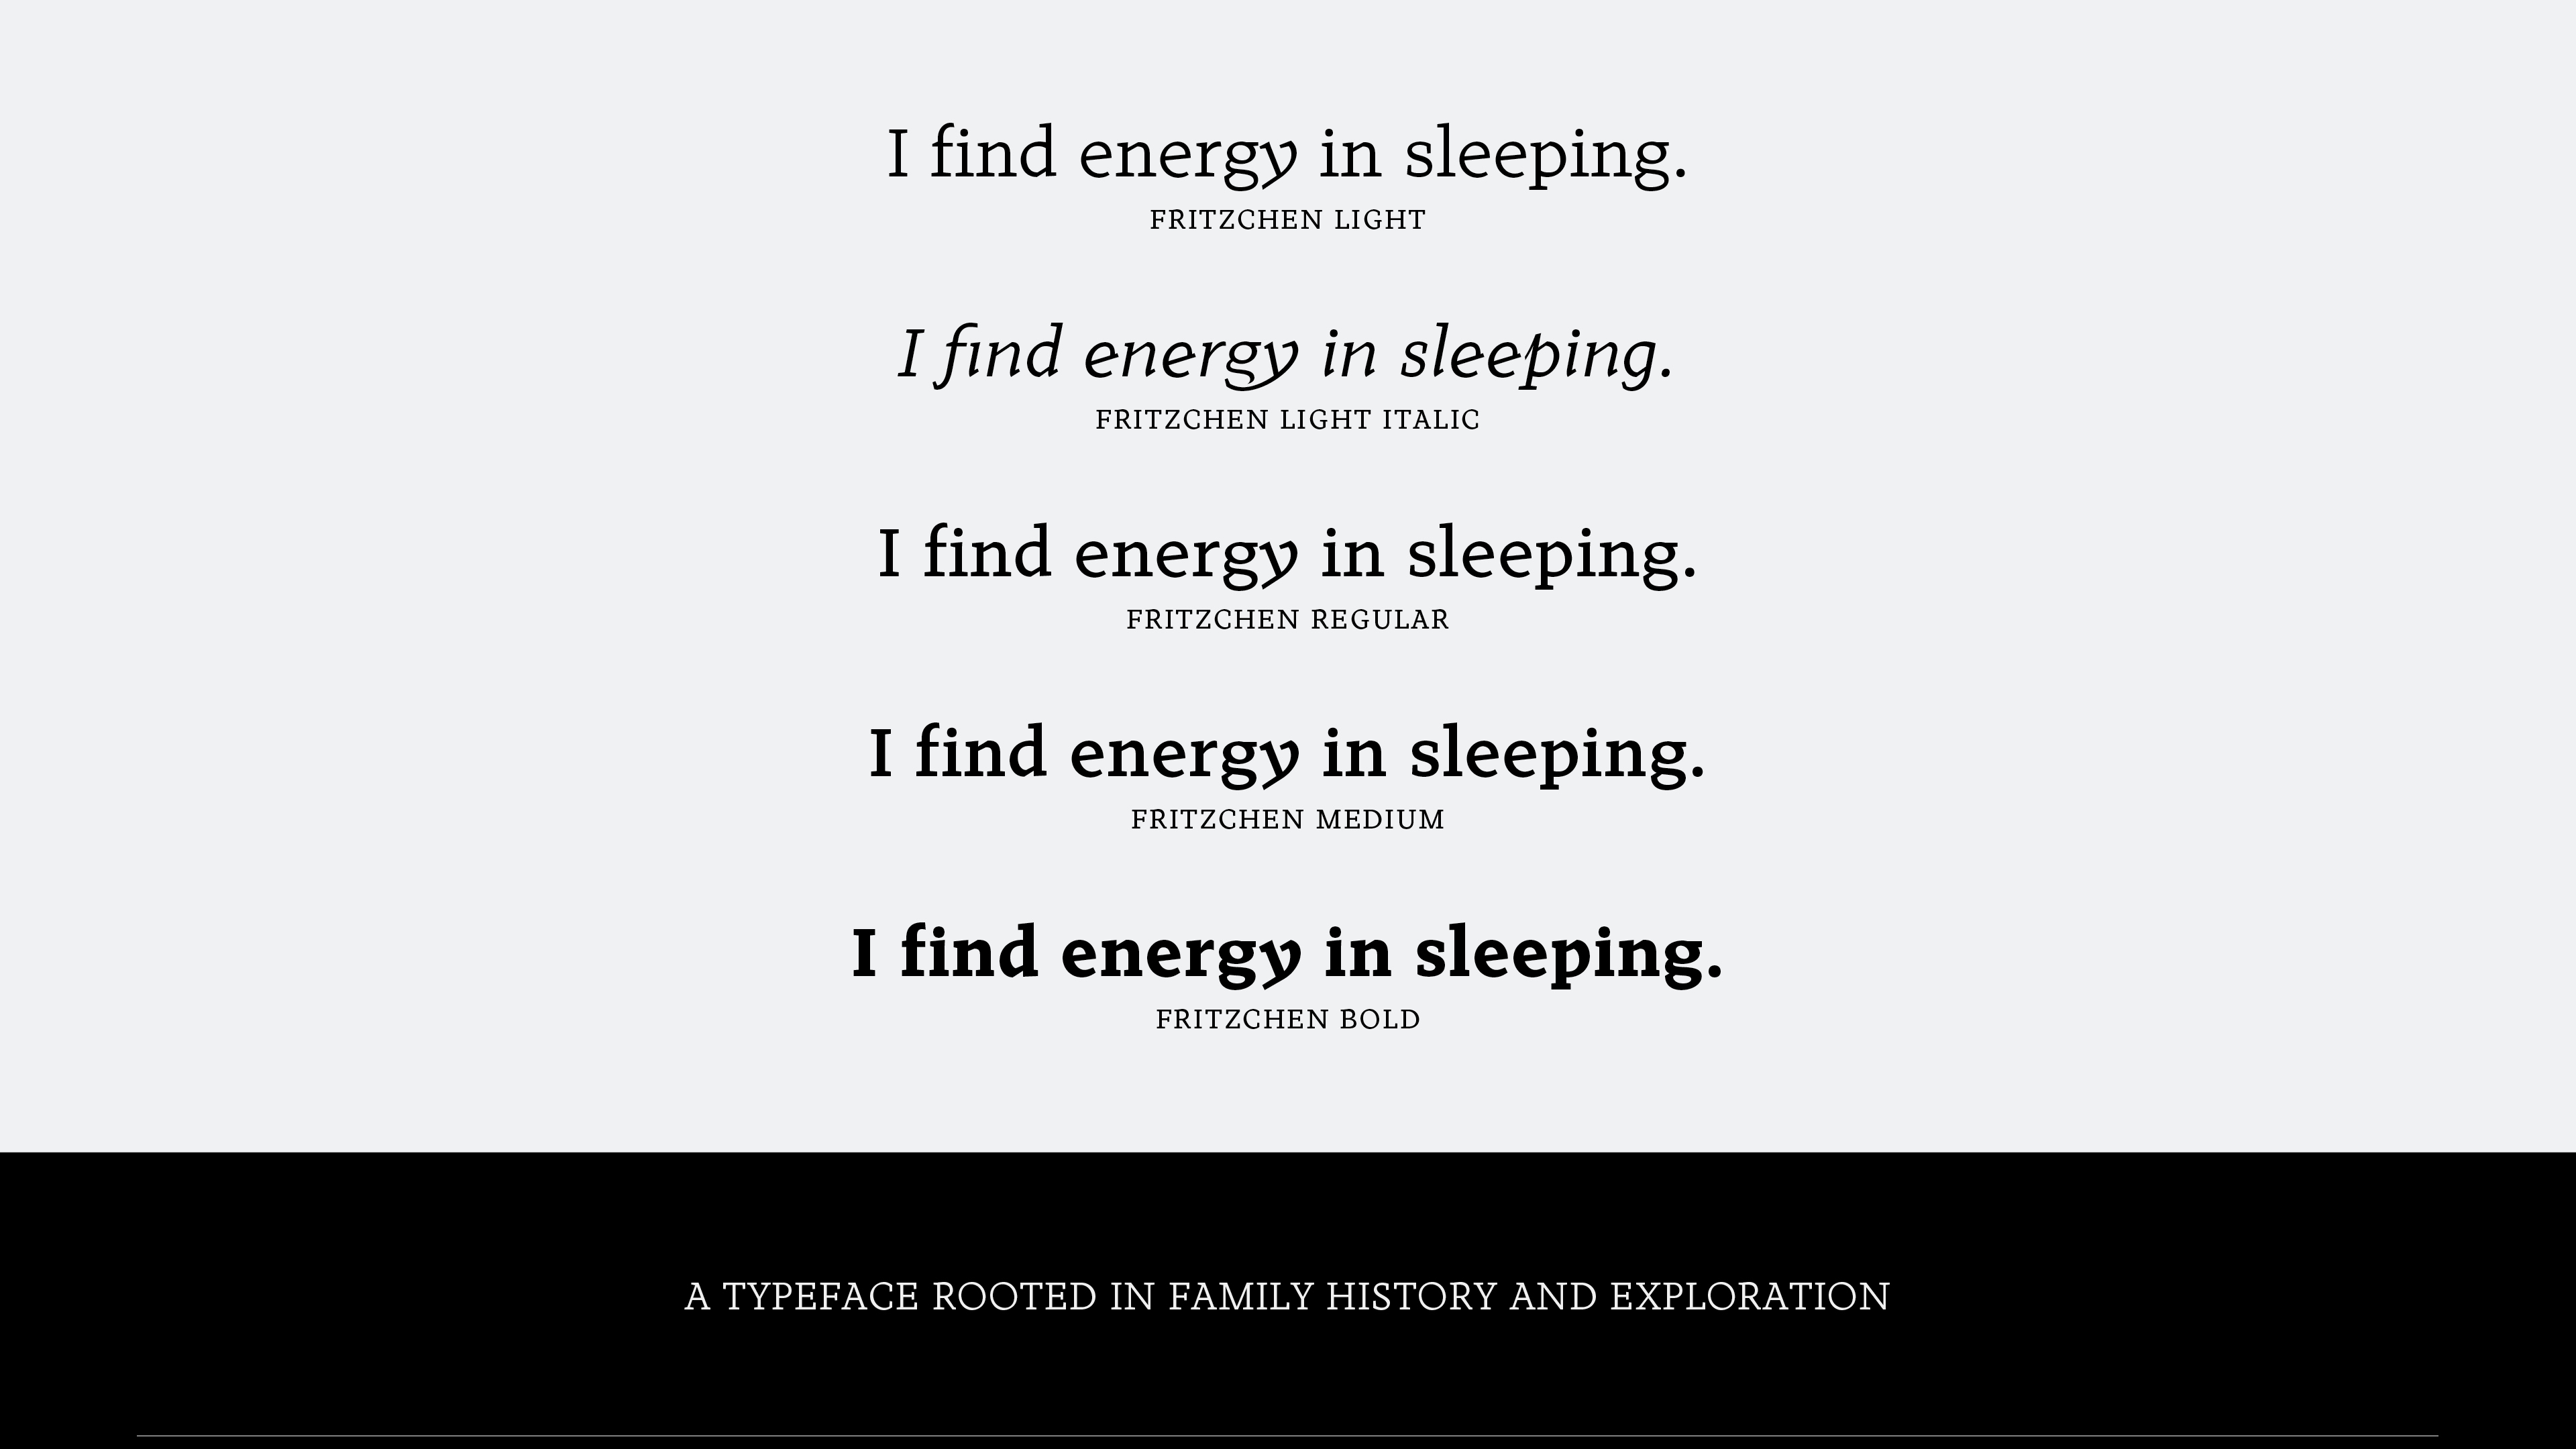 I find energy in sleeping.
FRITZCHEN LIGHT
I find energy in sleeping.
FRITZCHEN LIGHT ITALIC
I find energy in sleeping.
FRITZCHEN REGULAR
I find energy in sleeping.
FRITZCHEN MEDIUM
I find energy in sleeping.
FRITZCHEN BOLD
A TYPEFACE ROOTED IN FAMILY HISTORY AND EXPLORATION